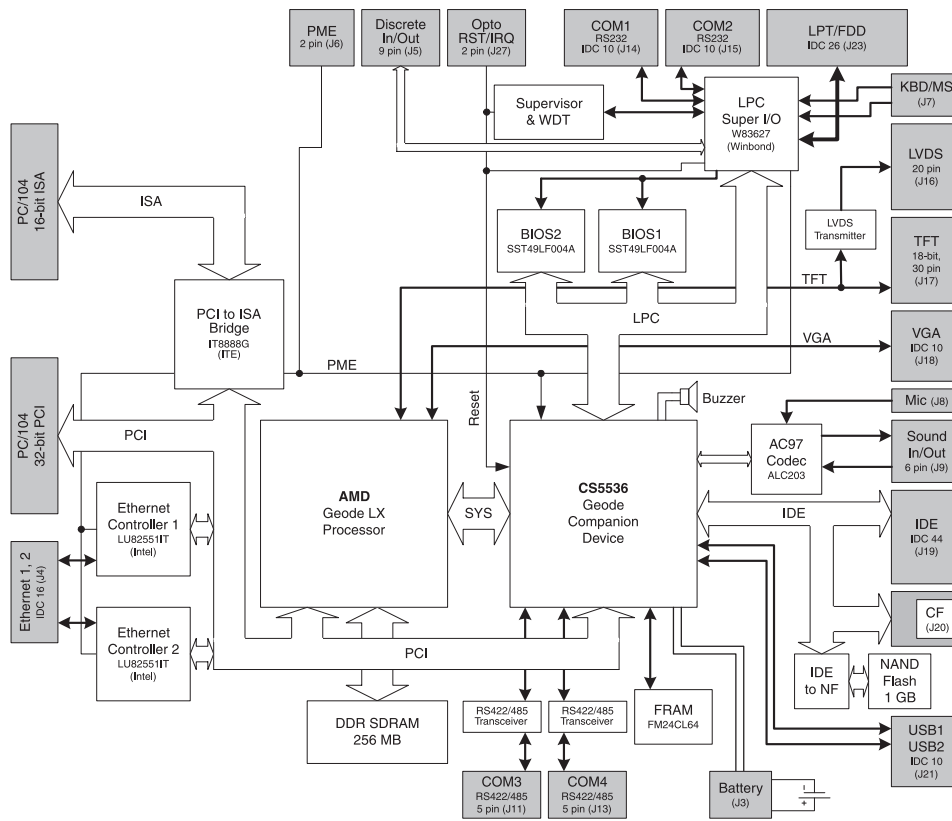 PME
2 pin (J6)
Discrete
In/Out
9 pin (J5)
Opto
RST/IRQ
2 pin (J27)
COM1
RS232
IDC 10 (J14)
COM2
RS232
IDC 10 (J15)
LPT/FDD
IDC 26 (J23)
KBD/MS
(J7)
Supervisor
& WDT
LPC
Super I/O
W83627
(Winbond)
LVDS
20 pin
(J16)
PC/104
16-bit ISA
ISA
BIOS2
SST49LF004A
BIOS1
SST49LF004A
LVDS
Transmitter
TFT
18-bit,
30 pin
(J17)
TFT
PCI to ISA
Bridge
IT8888G
(ITE)
LPC
VGA
VGA
IDC 10
(J18)
PME
PC/104
32-bit PCI
PCI
Reset
Buzzer
Mic (J8)
AC97
Codec
ALC203
Sound
In/Out
6 pin (J9)
AMD
Geode LX
Processor
SYS
CS5536
Geode
Companion
Device
IDE
IDE
IDC 44
(J19)
Ethernet
Controller 1
LU82551IT
(Intel)
Ethernet 1, 2
IDC 16 (J4)
Ethernet
Controller 2
LU82551IT
(Intel)
CF
(J20)
PCI
IDE
to NF
NAND
Flash
1 GB
DDR SDRAM
256 MB
RS422/485
Transceiver
RS422/485
Transceiver
FRAM
FM24CL64
USB1
USB2
IDC 10
(J21)
COM3
RS422/485
5 pin (J11)
COM4
RS422/485
5 pin (J13)
Battery
(J3)
-
+